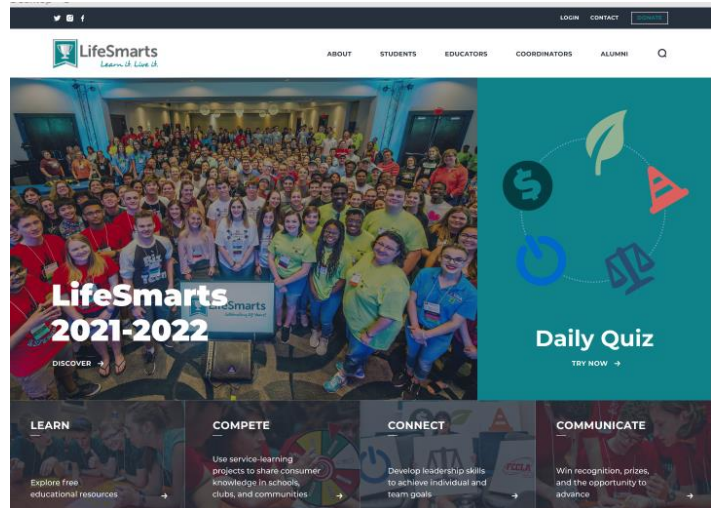 LOGIN CONTACT DONATE
LifeSmarts
Learn it. Live it.
ABOUT STUDENTS EDUCATORS COORDINATORS ALUMNI
LifeSmarts
LifeSmarts
2021-2022
DISCOVER →
Daily Quiz
TRY NOW →
LEARN
Explore free
educational resources →
COMPETE
Use service-learning
projects to share consumer
knowledge in schools,
clubs, and communities →
CONNECT
Develop leadership skills
to achieve individual and
team goals →
FCCLA
COMMUNICATE
Win recognition, prizes,
and the opportunity to
advance →